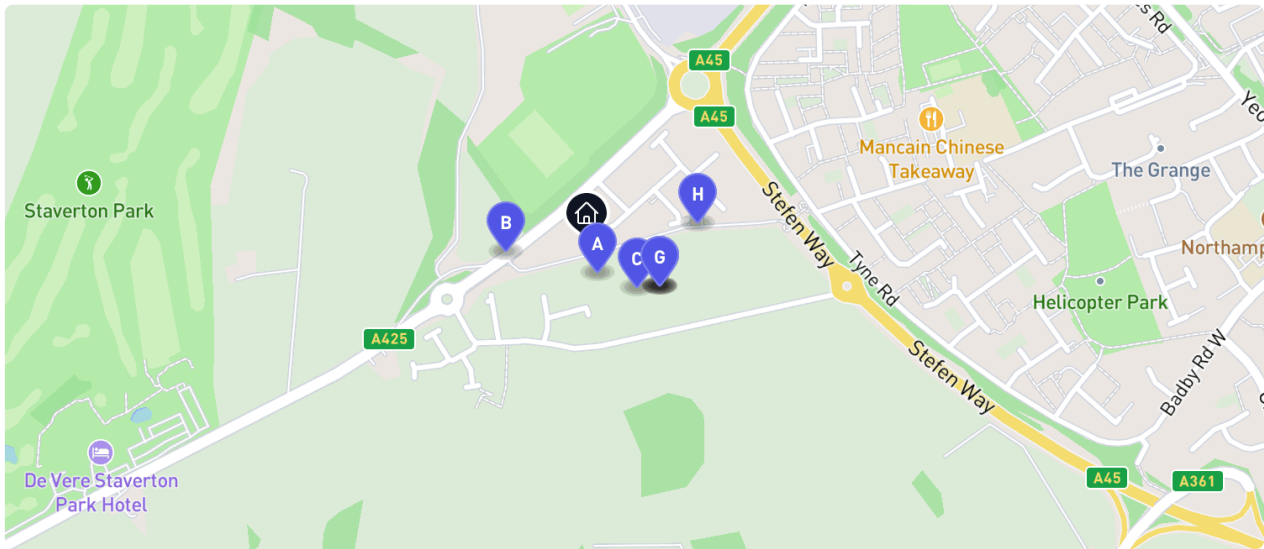 A45
A45
Mancain Chinese
Takeaway
The Grange
Staverton Park
B
H
A
C
G
Stefen Way
Tyne Rd
Helicopter Park
A425
Stefen Way
Badby Rd W
De Vere Staverton
Park Hotel
A45
A361